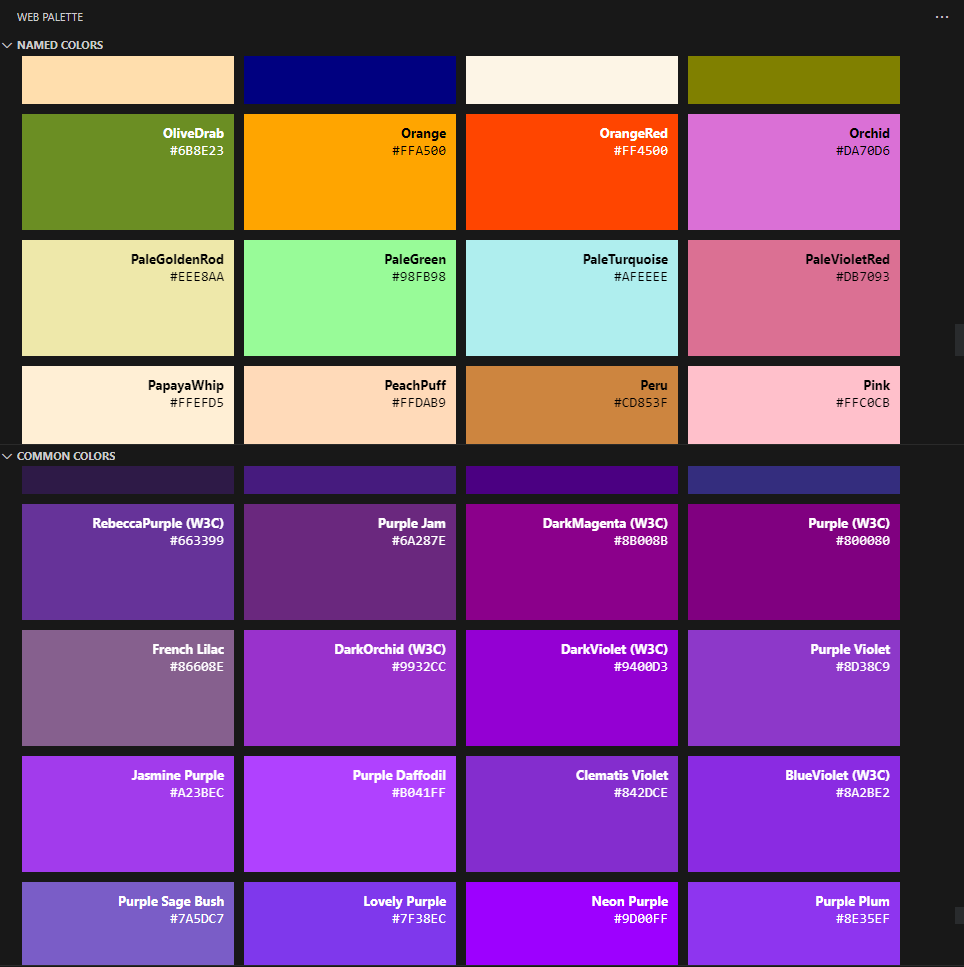 WEB PALETTE
NAMED COLORS
OliveDrab
#6B8E23
Orange
#FFA500
OrangeRed
#FF4500
Orchid
#DA70D6
PaleGoldenRod
#EEE8AA
PaleGreen
#98FB98
PaleTurquoise
#AFEEEE
PaleVioletRed
#DB7093
PapayaWhip
#FFEFD5
PeachPuff
#FFDAB9
Peru
#CD853F
Pink
#FFC0CB
COMMON COLORS
RebeccaPurple (W3C)
#663399
Purple Jam
#6A287E
DarkMagenta (W3C)
#8B008B
Purple (W3C)
#800080
French Lilac
#86608E
DarkOrchid (W3C)
#9932CC
DarkViolet (W3C)
#9400D3
Purple Violet
#8D38C9
Jasmine Purple
#A23BEC
Purple Daffodil
#B041FF
Clematis Violet
#842DCE
BlueViolet (W3C)
#8A2BE2
Purple Sage Bush
#7A5DC7
Lovely Purple
#7F38EC
Neon Purple
#9D00FF
Purple Plum
#8E35EF